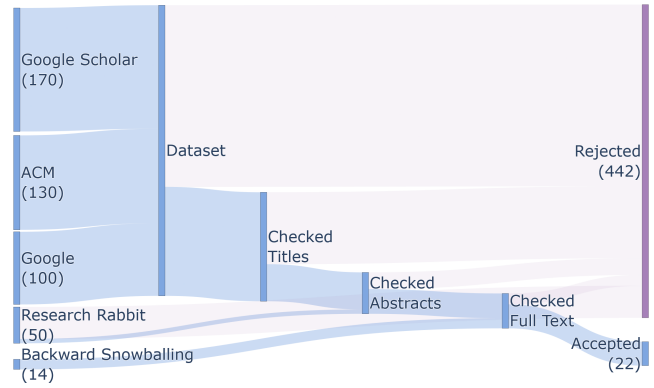 Google Scholar
(170)
ACM
(130)
Google
(100)
Research Rabbit
(50)
Backward Snowballing
(14)
Dataset
Checked
Titles
Checked
Abstracts
Checked
Full Text
Rejected
(442)
Accepted
(22)